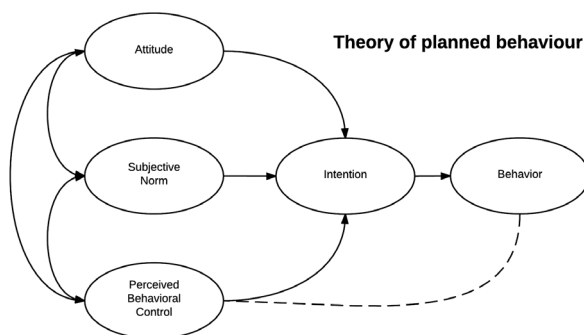 Theory of planned behaviour
Attitude
Subjective
Norm
Intention
Behavior
Perceived
Behavioral
Control